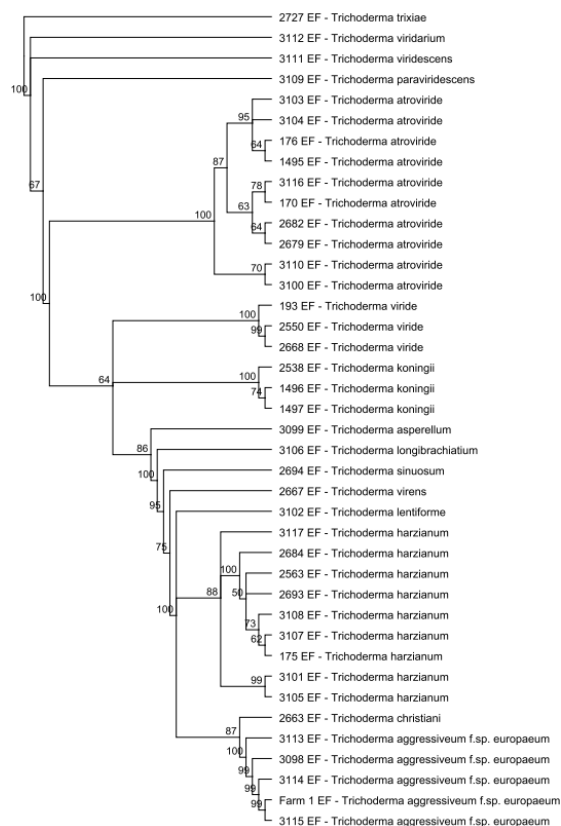 2727 EF - Trichoderma trixiae
3112 EF - Trichoderma viridarium
3111 EF - Trichoderma viridescens
100
3109 EF - Trichoderma paraviridescens
3103 EF - Trichoderma atroviride
95
3104 EF - Trichoderma atroviride
176 EF - Trichoderma atroviride
64
1495 EF - Trichoderma atroviride
87
3116 EF - Trichoderma atroviride
78
67
170 EF - Trichoderma atroviride
63
2682 EF - Trichoderma atroviride
100
64
2679 EF - Trichoderma atroviride
3110 EF - Trichoderma atroviride
70
3100 EF - Trichoderma atroviride
100
193 EF - Trichoderma viride
100
2550 EF - Trichoderma viride
99
2668 EF - Trichoderma viride
2538 EF - Trichoderma koningii
64
100
1496 EF - Trichoderma koningii
74
1497 EF - Trichoderma koningii
3099 EF - Trichoderma asperellum
86
3106 EF - Trichoderma longibrachiatum
2694 EF - Trichoderma sinuosum
100
2667 EF - Trichoderma virens
95
3102 EF - Trichoderma lentiforme
3117 EF - Trichoderma harzianum
75
2684 EF - Trichoderma harzianum
100
2563 EF - Trichoderma harzianum
88
50
2693 EF - Trichoderma harzianum
100
3108 EF - Trichoderma harzianum
73
3107 EF - Trichoderma harzianum
62
175 EF - Trichoderma harzianum
3101 EF - Trichoderma harzianum
99
3105 EF - Trichoderma harzianum
2663 EF - Trichoderma christiani
87
3113 EF - Trichoderma aggressiveum f.sp. europaeum
100
3098 EF - Trichoderma aggressiveum f.sp. europaeum
99
3114 EF - Trichoderma aggressiveum f.sp. europaeum
99
Farm 1 EF - Trichoderma aggressiveum f.sp. europaeum
99
3115 EF - Trichoderma aggressiveum f.sp. europaeum